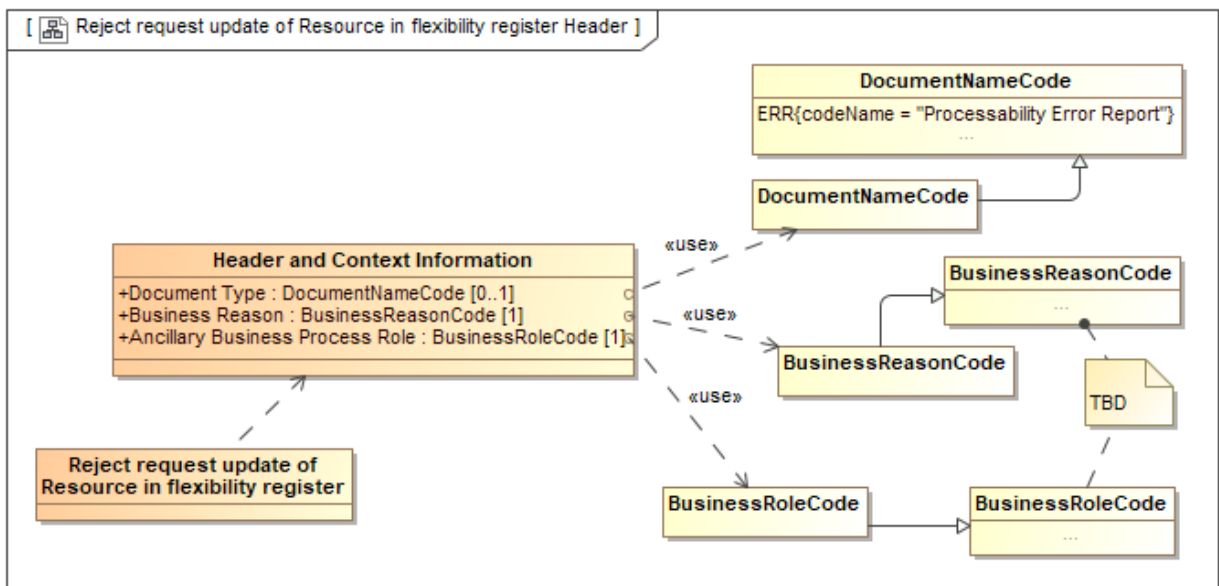 [ Reject request update of Resource in flexibility register Header ]
DocumentNameCode
ERR{codeName = "Processability Error Report"}
...
DocumentNameCode
«use»
Header and Context Information
+Document Type : DocumentNameCode [0..1]
+Business Reason : BusinessReasonCode [1]
+Ancillary Business Process Role : BusinessRoleCode [1]
«use»
BusinessReasonCode
...
BusinessReasonCode
«use»
TBD
Reject request update of
Resource in flexibility register
BusinessRoleCode
BusinessRoleCode
...